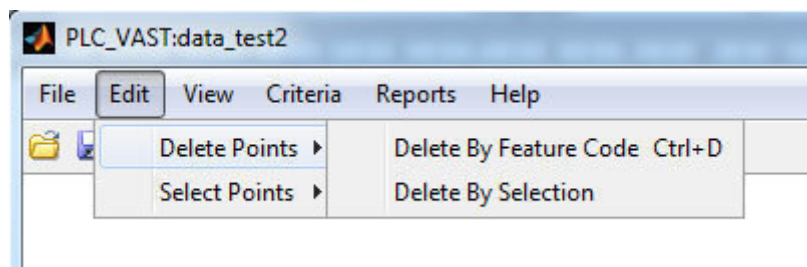 PLC_VAST:data_test2
File Edit View Criteria Reports Help
Delete Points Delete By Feature Code Ctrl+D
Select Points Delete By Selection